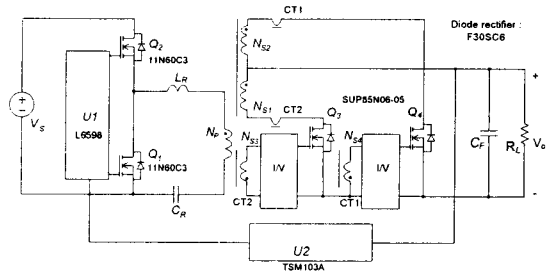 CT1
Diode rectifier :
F30SC6
Q2
11N60C3
NS2
LR
NS1
CT2
Q3
SUP85N06-05
Q4
+
VS
U1
L6598
NP
NS3
NS4
I/V
I/V
CF
RL
Vo
Q1
11N60C3
CR
CT2
CT1
-
U2
TSM103A